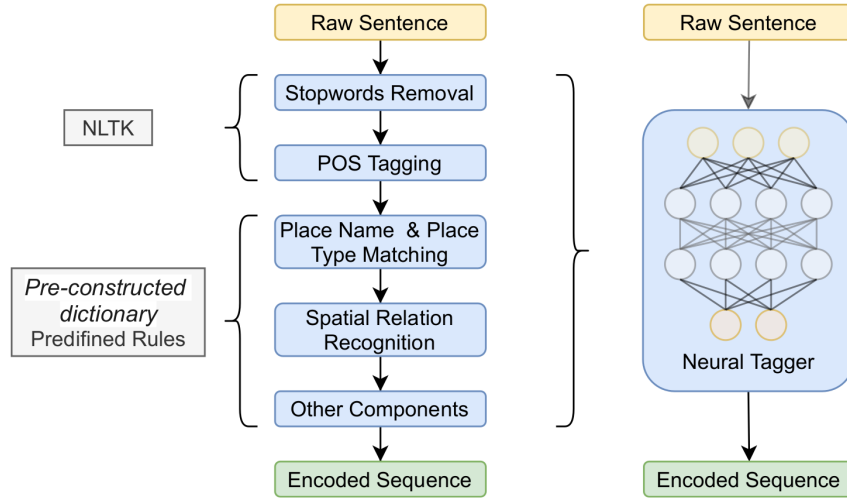 Raw Sentence
Stopwords Removal
POS Tagging
NLTK
Place Name & Place
Type Matching
Spatial Relation
Recognition
Other Components
Pre-constructed
dictionary
Predifined Rules
Encoded Sequence
Raw Sentence
Neural Tagger
Encoded Sequence